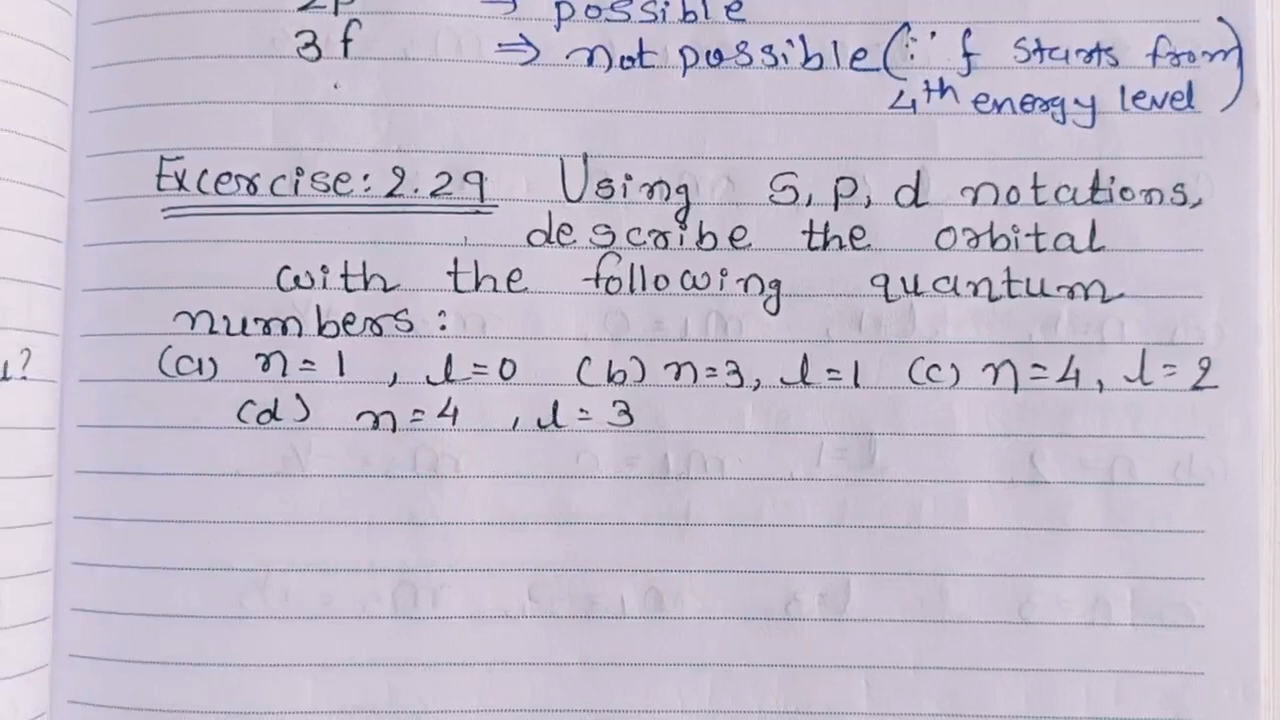 ⇒ possible
3f ⇒ not possible (∵ f starts from
4th energy level)
Excercise: 2.29 Using s, p, d notations,
describe the orbital
with the following quantum
numbers:
(a) n=1, l=0 (b) n=3, l=1 (c) n=4, l=2
(d) n=4, l=3